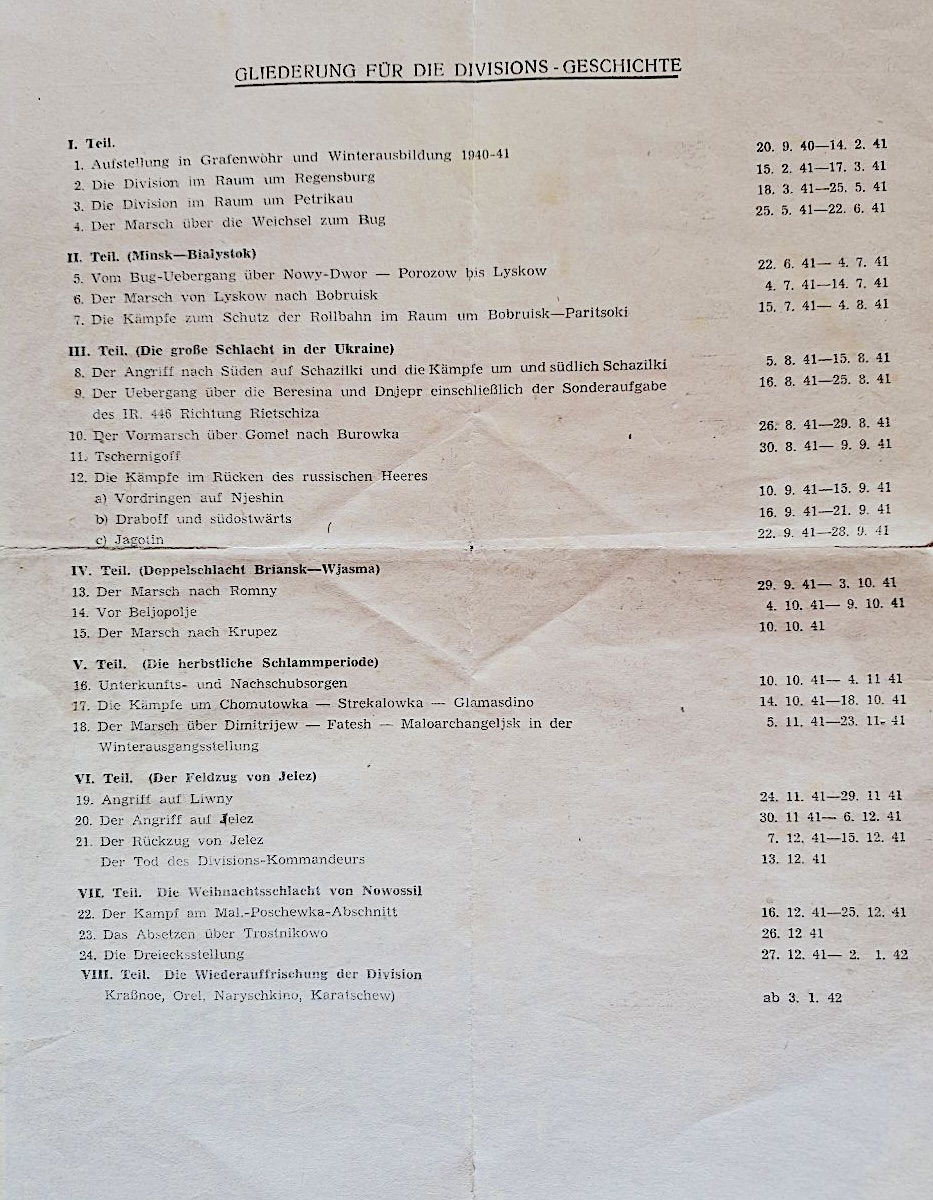 GLIEDERUNG FÜR DIE DIVISIONS-GESCHICHTE
I. Teil.
1. Aufstellung in Grafenwöhr und Winterausbildung 1940-41 20. 9. 40—14. 2. 41
2. Die Division im Raum um Regensburg 15. 2. 41—17. 3. 41
3. Die Division im Raum um Petrikau 18. 3. 41—25. 5. 41
4. Der Marsch über die Weichsel zum Bug 25. 5. 41—22. 6. 41
II. Teil. (Minsk—Bialystok)
5. Vom Bug-Uebergang über Nowy-Dwor — Porozow bis Lyskow 22. 6. 41— 4. 7. 41
6. Der Marsch von Lyskow nach Bobruisk 4. 7. 41—14. 7. 41
7. Die Kämpfe zum Schutz der Rollbahn im Raum um Bobruisk—Paritsoki 15. 7. 41— 4. 8. 41
III. Teil. (Die große Schlacht in der Ukraine)
8. Der Angriff nach Süden auf Schazilki und die Kämpfe um und südlich Schazilki 5. 8. 41—15. 8. 41
9. Der Uebergang über die Beresina und Dnjepr einschließlich der Sonderaufgabe 16. 8. 41—25. 8. 41
des IR. 446 Richtung Rietschiza
10. Der Vormarsch über Gomel nach Burowka 26. 8. 41—29. 8. 41
11. Tschernigoff 30. 8. 41— 9. 9. 41
12. Die Kämpfe im Rücken des russischen Heeres
a) Vordringen auf Njeshin 10. 9. 41—15. 9. 41
b) Draboff und südostwärts 16. 9. 41—21. 9. 41
c) Jagotin 22. 9. 41—28. 9. 41
IV. Teil. (Doppelschlacht Briansk—Wjasma)
13. Der Marsch nach Romny 29. 9. 41— 3. 10. 41
14. Vor Beljopolje 4. 10. 41— 9. 10. 41
15. Der Marsch nach Krupez 10. 10. 41
V. Teil. (Die herbstliche Schlammperiode)
16. Unterkunfts- und Nachschubsorgen 10. 10. 41— 4. 11 41
17. Die Kämpfe um Chomutowka — Strekalowka — Glamasdino 14. 10. 41—18. 10. 41
18. Der Marsch über Dimitrijew — Fatesh — Maloarchangeljsk in der 5. 11. 41—23. 11. 41
Winterausgangsstellung
VI. Teil. (Der Feldzug von Jelez)
19. Angriff auf Liwny 24. 11. 41—29. 11 41
20. Der Angriff auf Jelez 30. 11 41— 6. 12. 41
21. Der Rückzug von Jelez 7. 12. 41—15. 12. 41
Der Tod des Divisions-Kommandeurs 13. 12. 41
VII. Teil. Die Weihnachtsschlacht von Nowossil
22. Der Kampf am Mal.-Poschewka-Abschnitt 16. 12. 41—25. 12. 41
23. Das Absetzen über Trostnikowo 26. 12 41
24. Die Dreiecksstellung 27. 12. 41— 2. 1. 42
VIII. Teil. Die Wiederauffrischung der Division
Kraßnoe, Orel, Naryschkino, Karatschew) ab 3. 1. 42